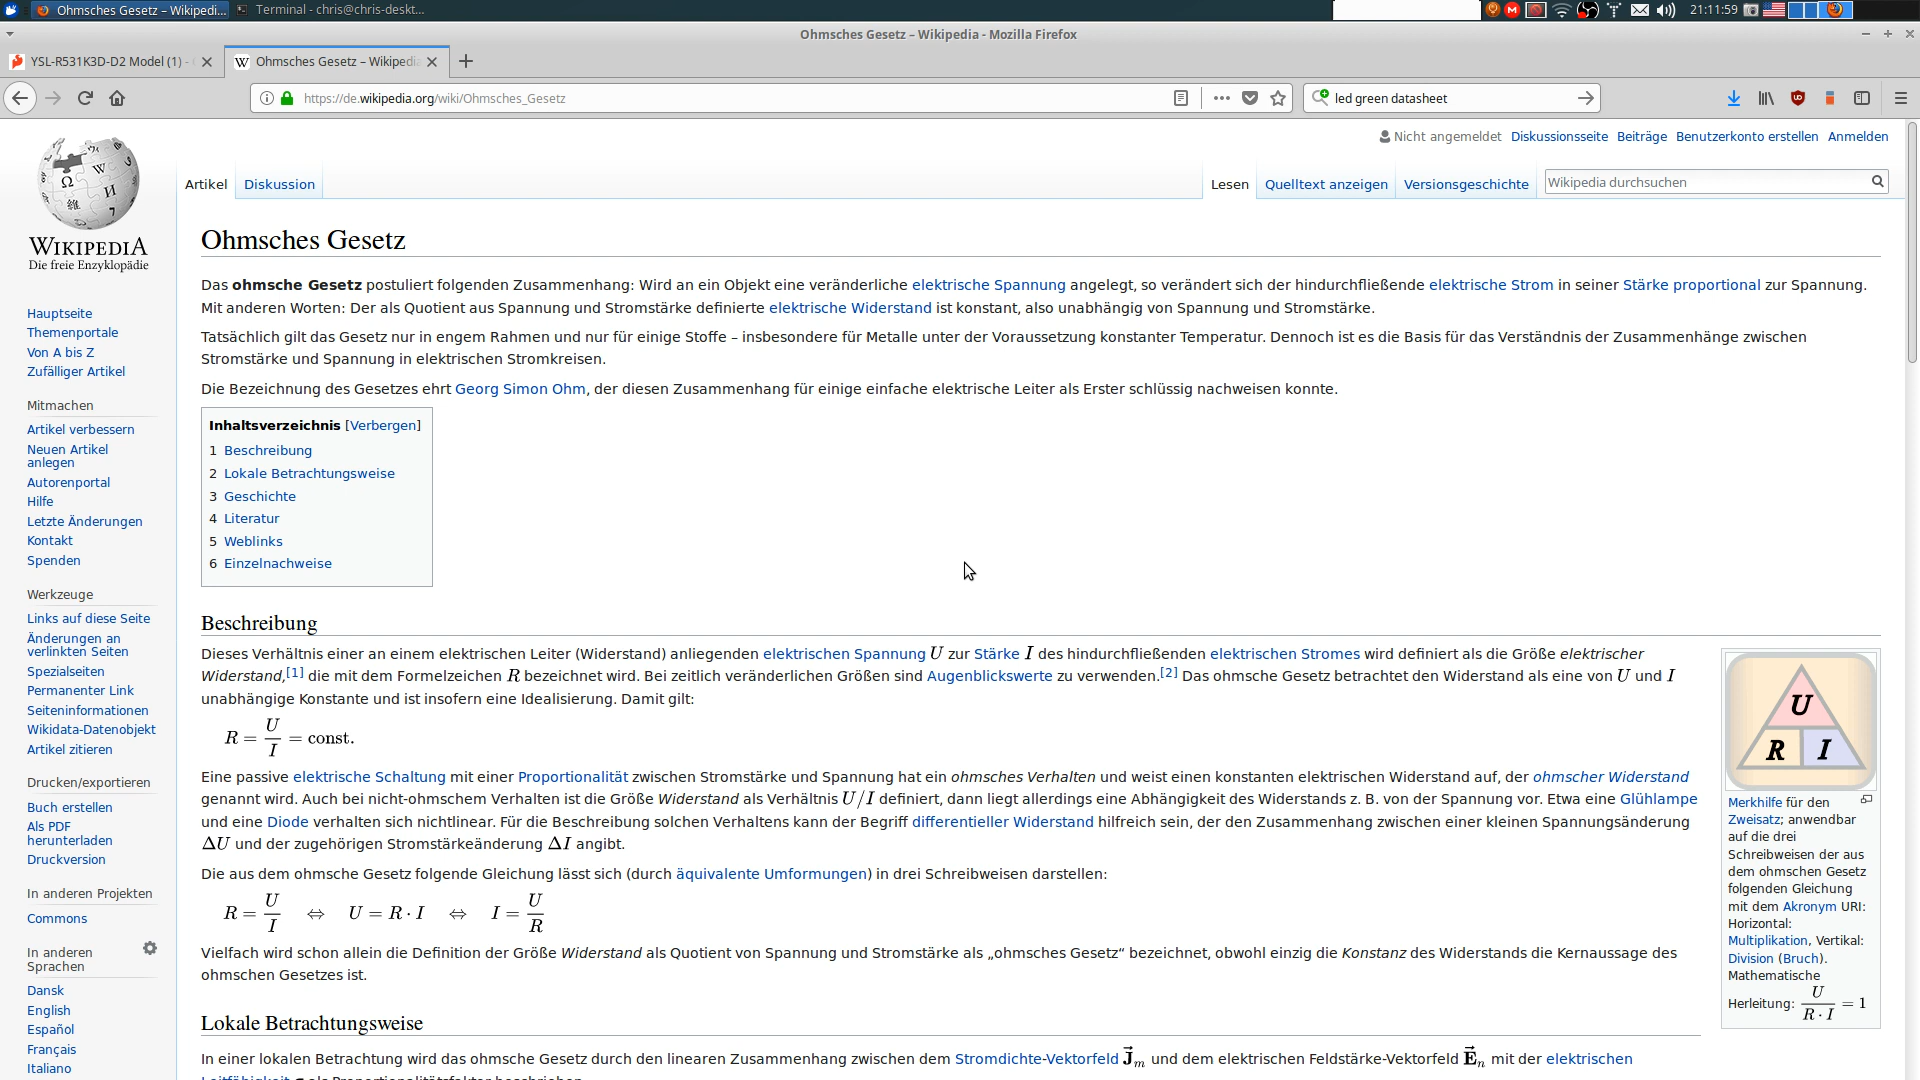 Ohmsches Gesetz – Wikipedi...
Terminal - chris@chris-deskt...
21:11:59
Ohmsches Gesetz – Wikipedia - Mozilla Firefox
YSL-R531K3D-D2 Model (1) -
Ohmsches Gesetz – Wikipedia
https://de.wikipedia.org/wiki/Ohmsches_Gesetz
led green datasheet
Nicht angemeldet Diskussionsseite Beiträge Benutzerkonto erstellen Anmelden
Artikel Diskussion
Lesen Quelltext anzeigen Versionsgeschichte
Wikipedia durchsuchen
WIKIPEDIA
Die freie Enzyklopädie
Hauptseite
Themenportale
Von A bis Z
Zufälliger Artikel
Mitmachen
Artikel verbessern
Neuen Artikel
anlegen
Autorenportal
Hilfe
Letzte Änderungen
Kontakt
Spenden
Werkzeuge
Links auf diese Seite
Änderungen an
verlinkten Seiten
Spezialseiten
Permanenter Link
Seiteninformationen
Wikidata-Datenobjekt
Artikel zitieren
Drucken/exportieren
Buch erstellen
Als PDF
herunterladen
Druckversion
In anderen Projekten
Commons
In anderen
Sprachen
Dansk
English
Español
Français
Italiano
Ohmsches Gesetz
Das ohmsche Gesetz postuliert folgenden Zusammenhang: Wird an ein Objekt eine veränderliche elektrische Spannung angelegt, so verändert sich der hindurchfließende elektrische Strom in seiner Stärke proportional zur Spannung.
Mit anderen Worten: Der als Quotient aus Spannung und Stromstärke definierte elektrische Widerstand ist konstant, also unabhängig von Spannung und Stromstärke.
Tatsächlich gilt das Gesetz nur in engem Rahmen und nur für einige Stoffe – insbesondere für Metalle unter der Voraussetzung konstanter Temperatur. Dennoch ist es die Basis für das Verständnis der Zusammenhänge zwischen
Stromstärke und Spannung in elektrischen Stromkreisen.
Die Bezeichnung des Gesetzes ehrt Georg Simon Ohm, der diesen Zusammenhang für einige einfache elektrische Leiter als Erster schlüssig nachweisen konnte.
Inhaltsverzeichnis [Verbergen]
1 Beschreibung
2 Lokale Betrachtungsweise
3 Geschichte
4 Literatur
5 Weblinks
6 Einzelnachweise
Beschreibung
Dieses Verhältnis einer an einem elektrischen Leiter (Widerstand) anliegenden elektrischen Spannung U zur Stärke I des hindurchfließenden elektrischen Stromes wird definiert als die Größe elektrischer
Widerstand,[1] die mit dem Formelzeichen R bezeichnet wird. Bei zeitlich veränderlichen Größen sind Augenblickswerte zu verwenden.[2] Das ohmsche Gesetz betrachtet den Widerstand als eine von U und I
unabhängige Konstante und ist insofern eine Idealisierung. Damit gilt:
R = U/I = const.
Eine passive elektrische Schaltung mit einer Proportionalität zwischen Stromstärke und Spannung hat ein ohmsches Verhalten und weist einen konstanten elektrischen Widerstand auf, der ohmscher Widerstand
genannt wird. Auch bei nicht-ohmschem Verhalten ist die Größe Widerstand als Verhältnis U/I definiert, dann liegt allerdings eine Abhängigkeit des Widerstands z. B. von der Spannung vor. Etwa eine Glühlampe
und eine Diode verhalten sich nichtlinear. Für die Beschreibung solchen Verhaltens kann der Begriff differentieller Widerstand hilfreich sein, der den Zusammenhang zwischen einer kleinen Spannungsänderung
ΔU und der zugehörigen Stromstärkeänderung ΔI angibt.
Die aus dem ohmsche Gesetz folgende Gleichung lässt sich (durch äquivalente Umformungen) in drei Schreibweisen darstellen:
R = U/I ⇔ U = R · I ⇔ I = U/R
Vielfach wird schon allein die Definition der Größe Widerstand als Quotient von Spannung und Stromstärke als „ohmsches Gesetz“ bezeichnet, obwohl einzig die Konstanz des Widerstands die Kernaussage des
ohmschen Gesetzes ist.
U
R I
Merkhilfe für den
Zweisatz; anwendbar
auf die drei
Schreibweisen der aus
dem ohmschen Gesetz
folgenden Gleichung
mit dem Akronym URI:
Horizontal:
Multiplikation, Vertikal:
Division (Bruch).
Mathematische
Herleitung: U/(R · I) = 1
Lokale Betrachtungsweise
In einer lokalen Betrachtung wird das ohmsche Gesetz durch den linearen Zusammenhang zwischen dem Stromdichte-Vektorfeld J⃗m und dem elektrischen Feldstärke-Vektorfeld E⃗n mit der elektrischen